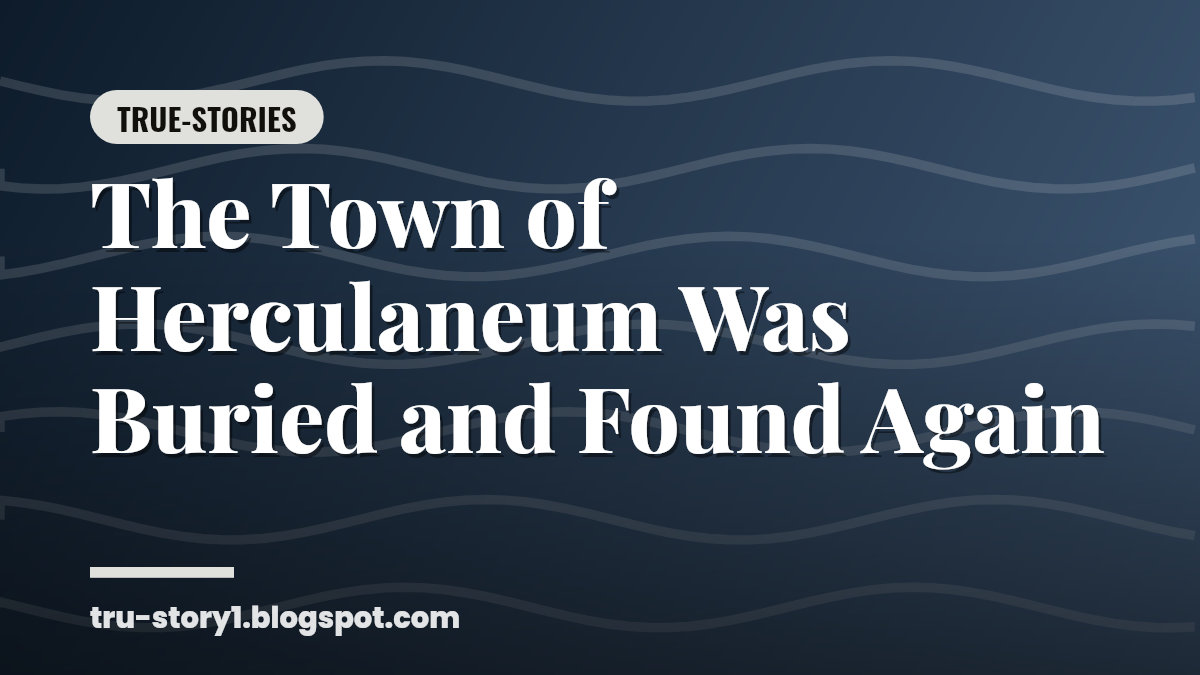 TRUE-STORIES
The Town of
Herculaneum Was
Buried and Found Again
tru-story1.blogspot.com